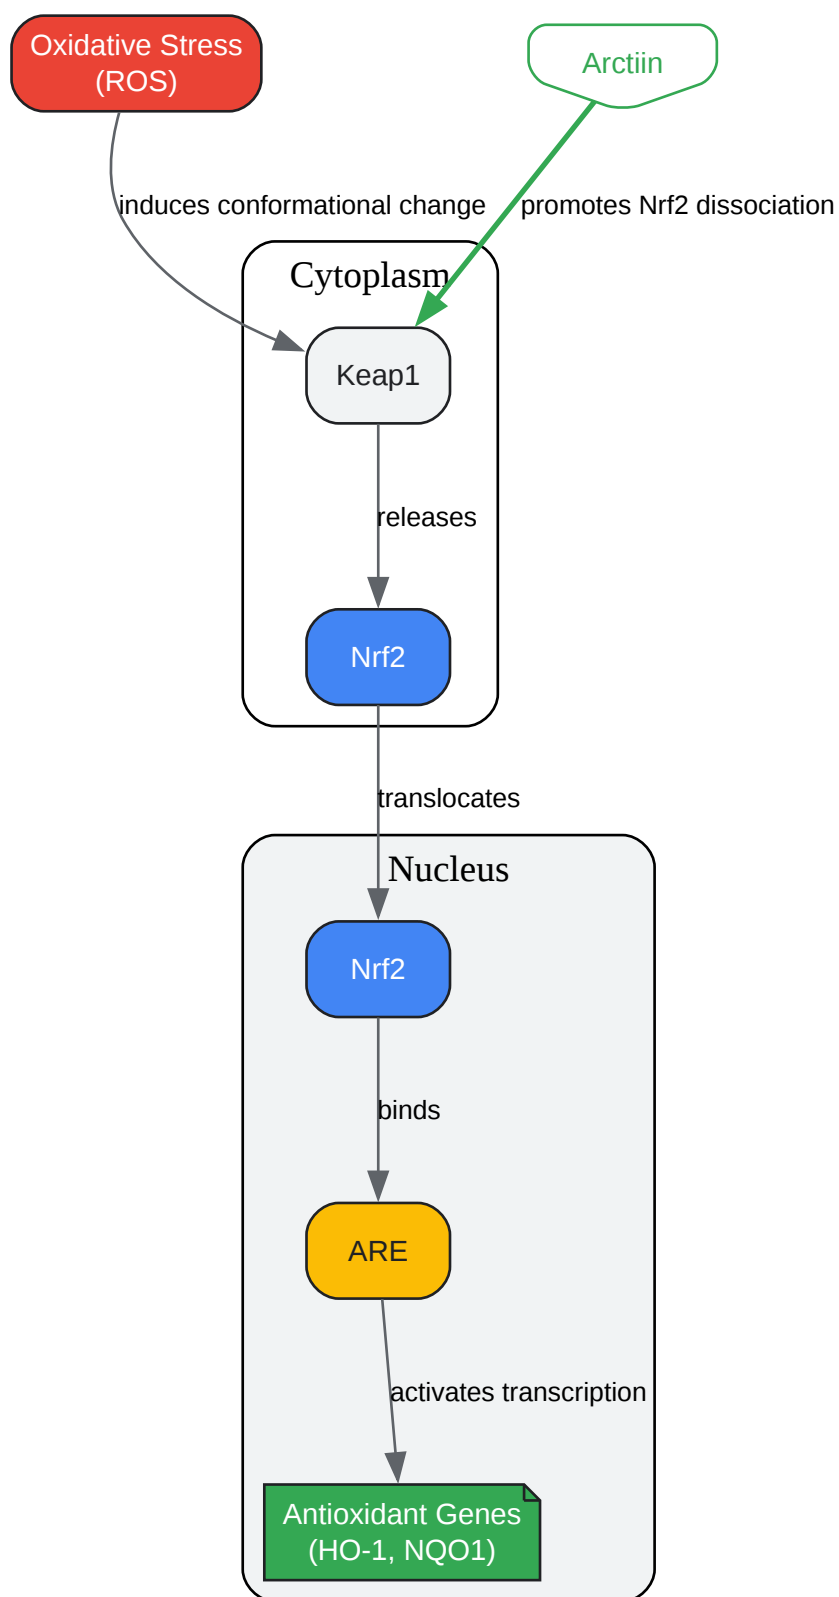 Oxidative Stress
(ROS)
Arctiin
induces conformational change
promotes Nrf2 dissociation
Cytoplasm
Keap1
releases
Nrf2
translocates
Nucleus
Nrf2
binds
ARE
activates transcription
Antioxidant Genes
(HO-1, NQO1)